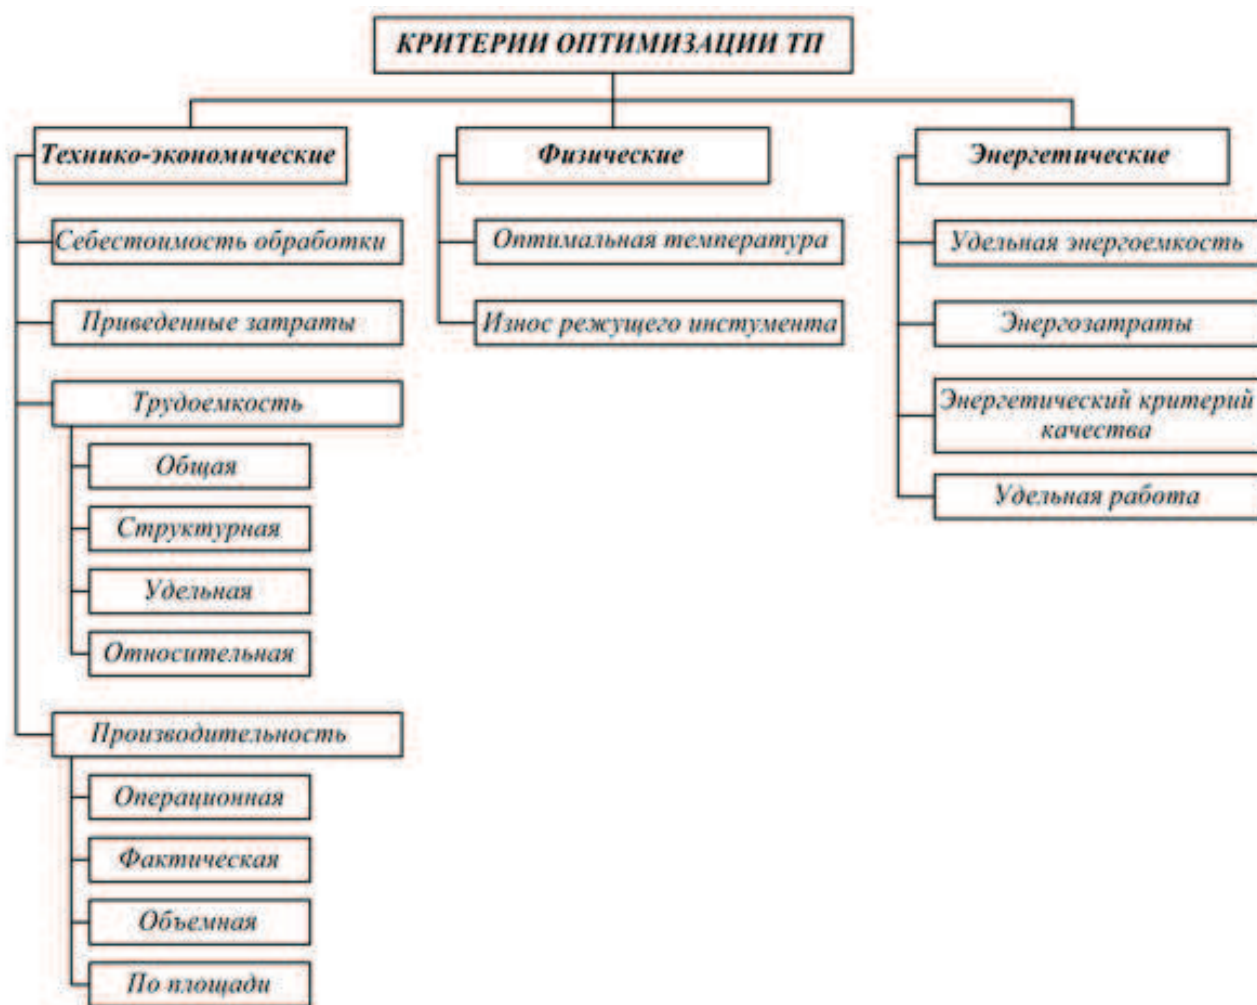 КРИТЕРИИ ОПТИМИЗАЦИИ ТП
Технико-экономические
Себестоимость обработки
Приведенные затраты
Трудоемкость
Общая
Структурная
Удельная
Относительная
Производительность
Операционная
Фактическая
Объемная
По площади
Физические
Оптимальная температура
Износ режущего инстумента
Энергетические
Удельная энергоемкость
Энергозатраты
Энергетический критерий
качества
Удельная работа